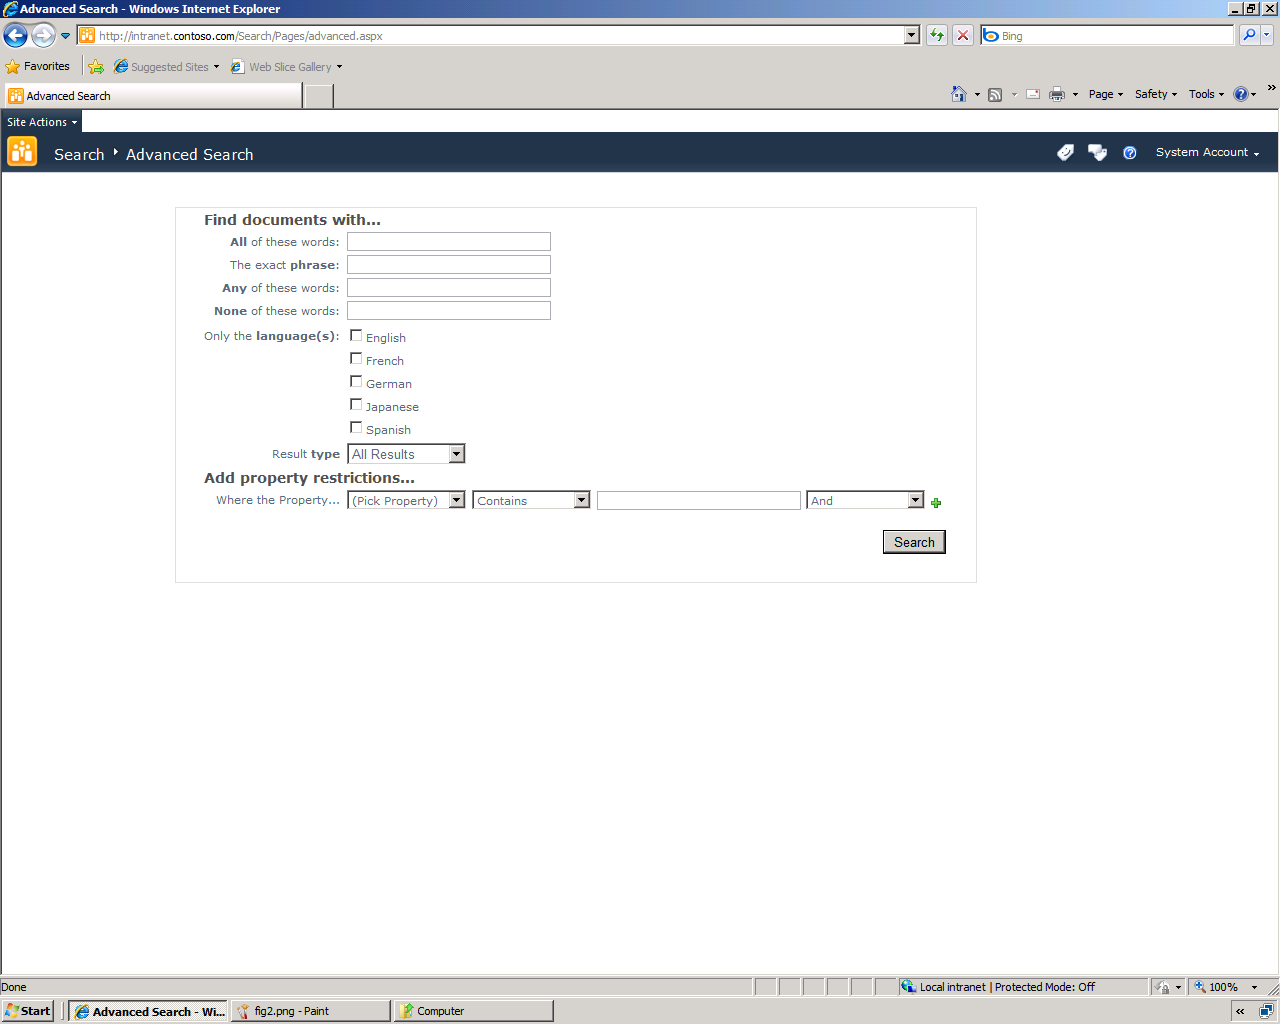 Advanced Search - Windows Internet Explorer
http://intranet.contoso.com/Search/Pages/advanced.aspx
Bing
Favorites
Suggested Sites
Web Slice Gallery
Advanced Search
Page
Safety
Tools
Site Actions
Search
Advanced Search
System Account
Find documents with...
All of these words:
The exact phrase:
Any of these words:
None of these words:
Only the language(s):
English
French
German
Japanese
Spanish
Result type
All Results
Add property restrictions...
Where the Property...
(Pick Property)
Contains
And
Search
Done
Local intranet | Protected Mode: Off
100%
Start
Advanced Search - Wi...
fig2.png - Paint
Computer